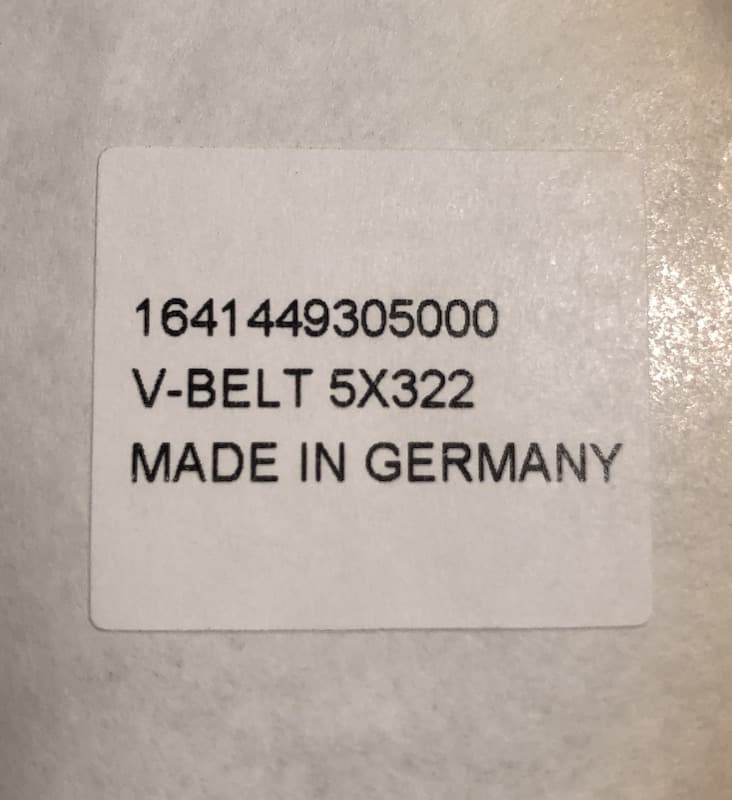 1641449305000
V-BELT 5X322
MADE IN GERMANY